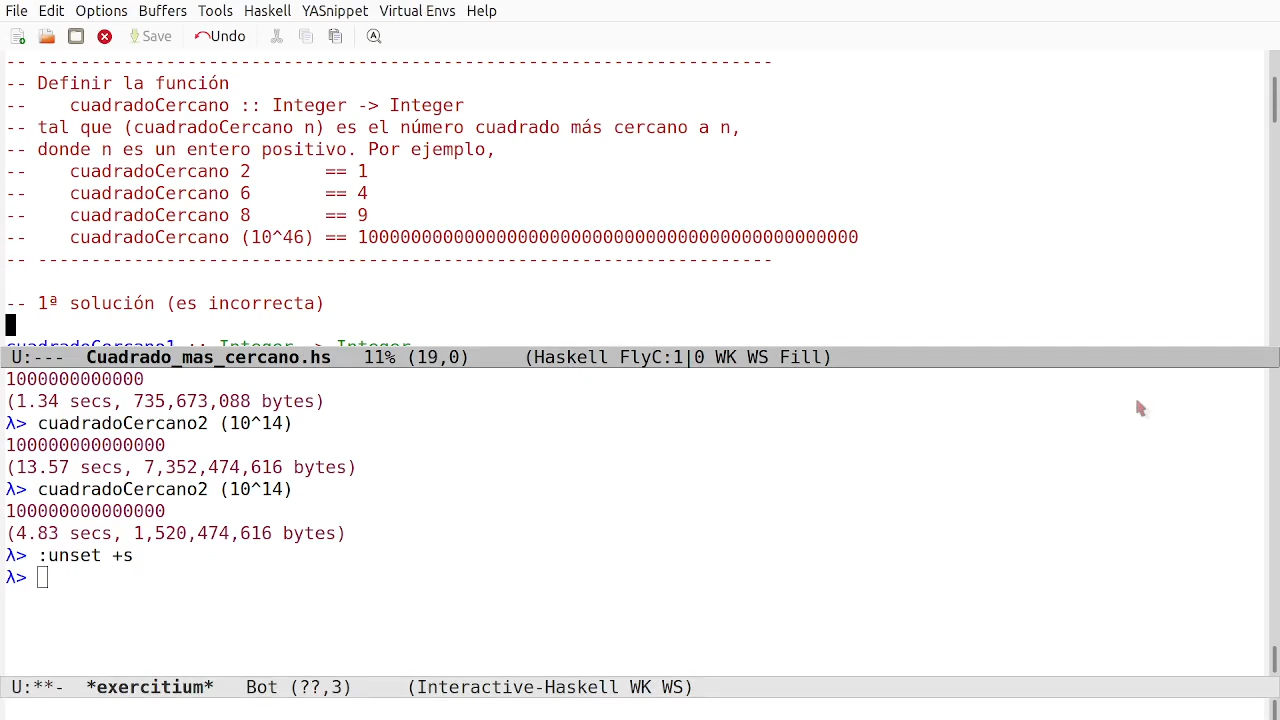 File Edit Options Buffers Tools Haskell YASnippet Virtual Envs Help
Save Undo
-- ---------------------------------------------------------------------
-- Definir la función
--    cuadradoCercano :: Integer -> Integer
-- tal que (cuadradoCercano n) es el número cuadrado más cercano a n,
-- donde n es un entero positivo. Por ejemplo,
--    cuadradoCercano 2       == 1
--    cuadradoCercano 6       == 4
--    cuadradoCercano 8       == 9
--    cuadradoCercano (10^46) == 10000000000000000000000000000000000000000000000
-- ---------------------------------------------------------------------
-- 1ª solución (es incorrecta)
cuadradoCercano1 :: Integer -> Integer
U:--- Cuadrado_mas_cercano.hs 11% (19,0) (Haskell FlyC:1|0 WK WS Fill)
1000000000000
(1.34 secs, 735,673,088 bytes)
λ> cuadradoCercano2 (10^14)
100000000000000
(13.57 secs, 7,352,474,616 bytes)
λ> cuadradoCercano2 (10^14)
100000000000000
(4.83 secs, 1,520,474,616 bytes)
λ> :unset +s
λ>
U:**- *exercitium* Bot (??,3) (Interactive-Haskell WK WS)